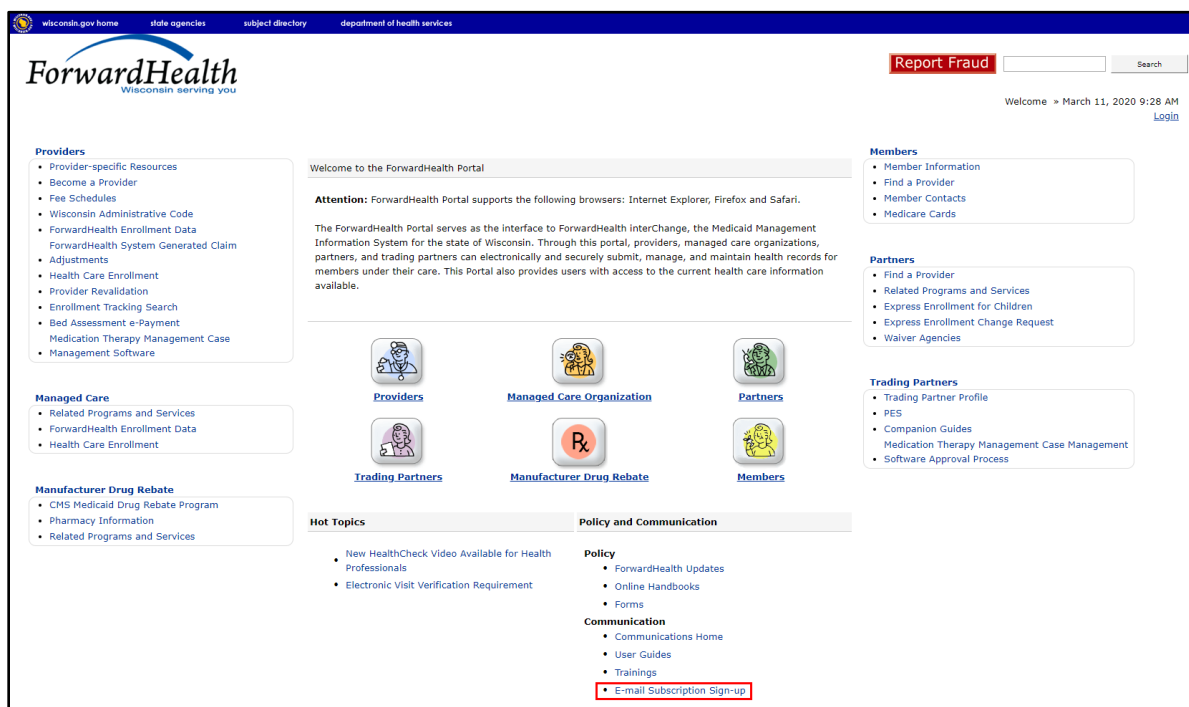 wisconsin.gov home state agencies subject directory department of health services
ForwardHealth
Wisconsin serving you
Report Fraud
Search
Welcome » March 11, 2020 9:28 AM
Login
Providers
• Provider-specific Resources
• Become a Provider
• Fee Schedules
• Wisconsin Administrative Code
• ForwardHealth Enrollment Data
ForwardHealth System Generated Claim
• Adjustments
• Health Care Enrollment
• Provider Revalidation
• Enrollment Tracking Search
• Bed Assessment e-Payment
Medication Therapy Management Case
• Management Software
Managed Care
• Related Programs and Services
• ForwardHealth Enrollment Data
• Health Care Enrollment
Manufacturer Drug Rebate
• CMS Medicaid Drug Rebate Program
• Pharmacy Information
• Related Programs and Services
Welcome to the ForwardHealth Portal
Attention: ForwardHealth Portal supports the following browsers: Internet Explorer, Firefox and Safari.
The ForwardHealth Portal serves as the interface to ForwardHealth interChange, the Medicaid Management
Information System for the state of Wisconsin. Through this portal, providers, managed care organizations,
partners, and trading partners can electronically and securely submit, manage, and maintain health records for
members under their care. This Portal also provides users with access to the current health care information
available.
Providers Managed Care Organization Partners
Rx
Trading Partners Manufacturer Drug Rebate Members
Hot Topics
• New HealthCheck Video Available for Health
Professionals
• Electronic Visit Verification Requirement
Policy and Communication
Policy
• ForwardHealth Updates
• Online Handbooks
• Forms
Communication
• Communications Home
• User Guides
• Trainings
• E-mail Subscription Sign-up
Members
• Member Information
• Find a Provider
• Member Contacts
• Medicare Cards
Partners
• Find a Provider
• Related Programs and Services
• Express Enrollment for Children
• Express Enrollment Change Request
• Waiver Agencies
Trading Partners
• Trading Partner Profile
• PES
• Companion Guides
Medication Therapy Management Case Management
• Software Approval Process